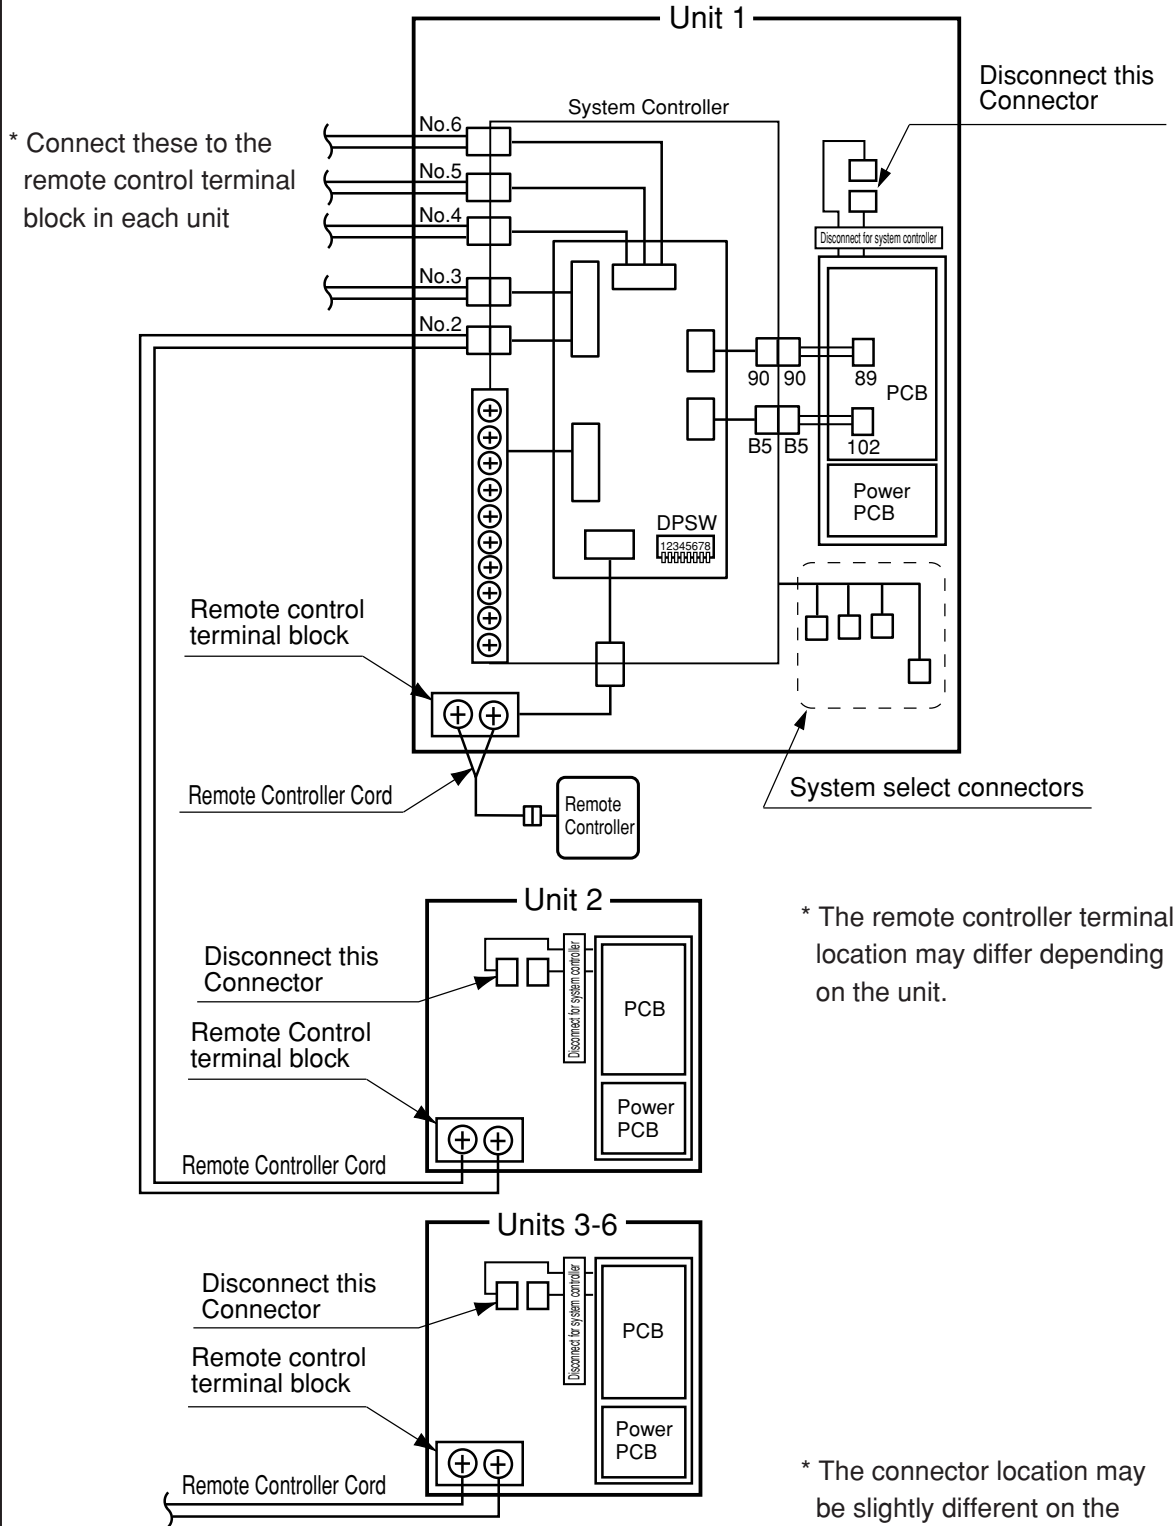 Unit 1
Disconnect this
Connector
System Controller
* Connect these to the
remote control terminal
block in each unit
No.6
No.5
No.4
No.3
No.2
Disconnect for system controller
90 90 89
PCB
B5 B5 102
Power
PCB
DPSW
12345678
Remote control
terminal block
Remote Controller Cord
Remote
Controller
System select connectors
Unit 2
* The remote controller terminal
location may differ depending
on the unit.
Disconnect this
Connector
Disconnect for system controller
PCB
Remote Control
terminal block
Power
PCB
Remote Controller Cord
Units 3-6
Disconnect this
Connector
Disconnect for system controller
PCB
Remote control
terminal block
Power
PCB
Remote Controller Cord
* The connector location may
be slightly different on the